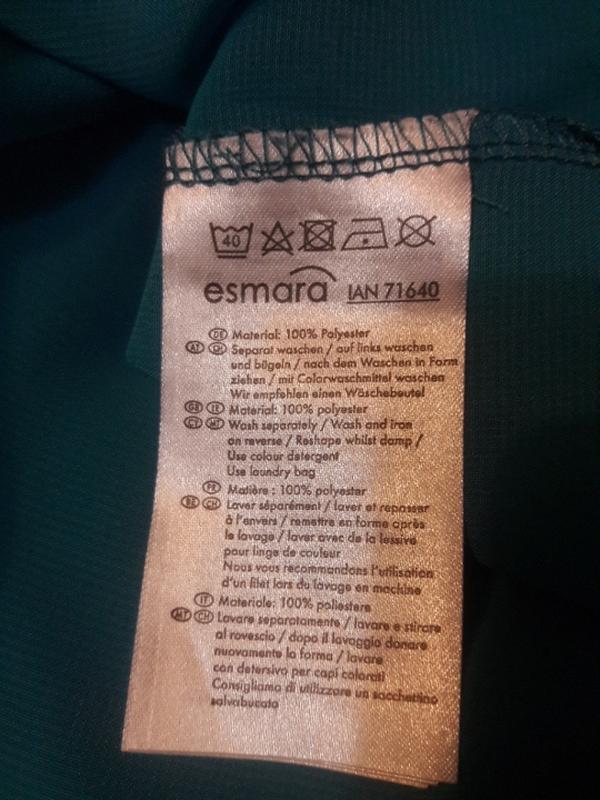 40
esmara IAN 71640
DE Material: 100% Polyester
AT CH Separat waschen / auf links waschen
und bügeln / nach dem Waschen in Form
ziehen / mit Colorwaschmittel waschen
Wir empfehlen einen Wäschebeutel
GB IE Material: 100% polyester
CY MT Wash separately / Wash and iron
on reverse / Reshape whilst damp /
Use colour detergent
Use laundry bag
FR Matière : 100% polyester
BE CH Laver séparément / laver et repasser
à l'envers / remettre en forme après
le lavage / laver avec de la lessive
pour linge de couleur
Nous vous recommandons l'utilisation
d'un filet lors du lavage en machine
IT Materiale: 100% poliestere
MT CH Lavare separatamente / lavare e stirare
al rovescio / dopo il lavaggio donare
nuovamente la forma / lavare
con detersivo per capi colorati
Consigliamo di utilizzare un sacchettino
salvabucato